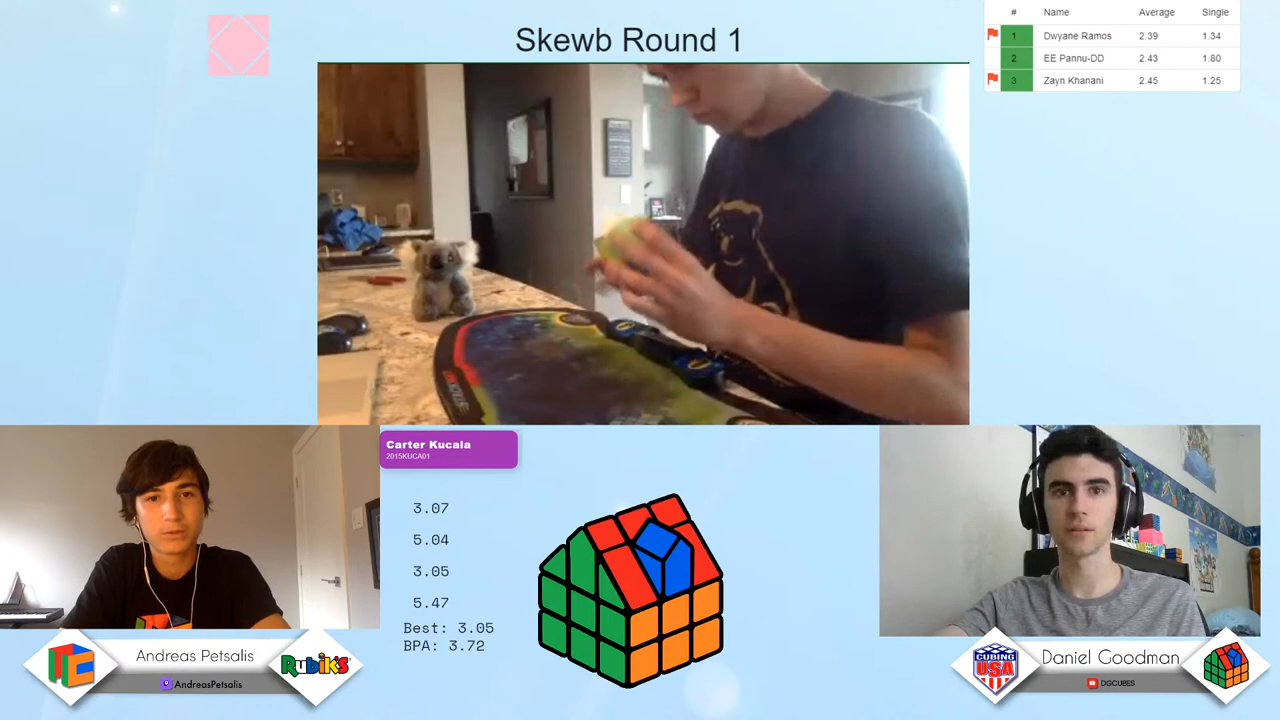 Skewb Round 1
# Name Average Single
1 Dwyane Ramos 2.39 1.34
2 EE Pannu-DD 2.43 1.80
3 Zayn Khanani 2.45 1.25
Carter Kucala
2015KUCA01
3.07
5.04
3.05
5.47
Best: 3.05
BPA: 3.72
Andreas Petsalis
RUBIK'S
AndreasPetsalis
CUBING
USA
Daniel Goodman
DGCUBES